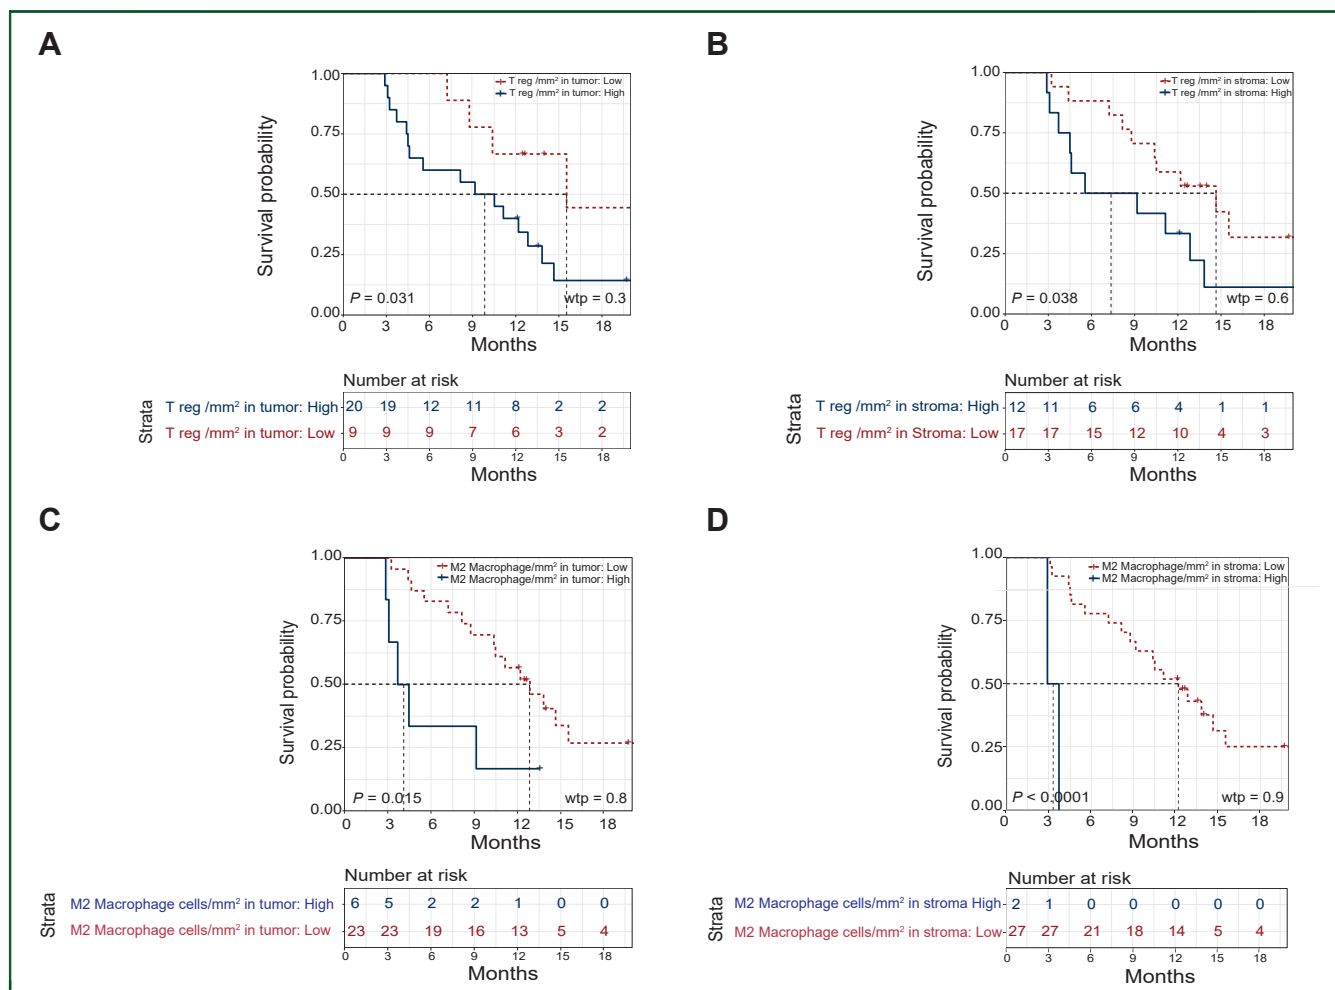 A
1.00
0.75
0.50
0.25
0.00
Survival probability
T reg /mm² in tumor: Low
T reg /mm² in tumor: High
P = 0.031
wtp = 0.3
0 3 6 9 12 15 18
Months
Number at risk
Strata
T reg /mm² in tumor: High 20 19 12 11 8 2 2
T reg /mm² in tumor: Low 9 9 9 7 6 3 2
0 3 6 9 12 15 18
Months
B
1.00
0.75
0.50
0.25
0.00
Survival probability
T reg /mm² in stroma: Low
T reg /mm² in stroma: High
P = 0.038
wtp = 0.6
0 3 6 9 12 15 18
Months
Number at risk
Strata
T reg /mm² in stroma: High 12 11 6 6 4 1 1
T reg /mm² in Stroma: Low 17 17 15 12 10 4 3
0 3 6 9 12 15 18
Months
C
1.00
0.75
0.50
0.25
0.00
Survival probability
M2 Macrophage/mm² in tumor: Low
M2 Macrophage/mm² in tumor: High
P = 0.015
wtp = 0.8
0 3 6 9 12 15 18
Months
Number at risk
Strata
M2 Macrophage cells/mm² in tumor: High 6 5 2 2 1 0 0
M2 Macrophage cells/mm² in tumor: Low 23 23 19 16 13 5 4
0 3 6 9 12 15 18
Months
D
1.00
0.75
0.50
0.25
0.00
Survival probability
M2 Macrophage/mm² in stroma: Low
M2 Macrophage/mm² in stroma: High
P < 0.0001
wtp = 0.9
0 3 6 9 12 15 18
Months
Number at risk
Strata
M2 Macrophage cells/mm² in stroma High 2 1 0 0 0 0 0
M2 Macrophage cells/mm² in stroma: Low 27 27 21 18 14 5 4
0 3 6 9 12 15 18
Months